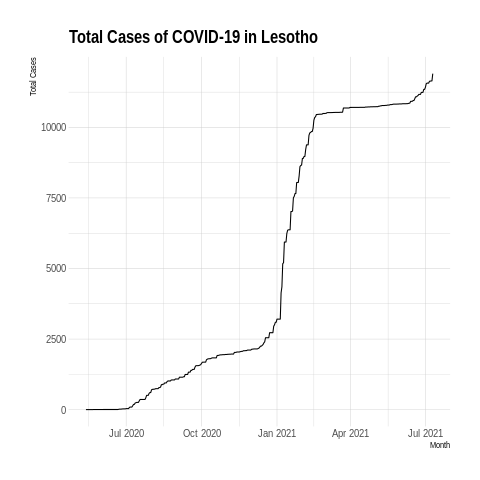 Total Cases of COVID-19 in Lesotho
Total Cases
10000
7500
5000
2500
0
Jul 2020 Oct 2020 Jan 2021 Apr 2021 Jul 2021
Month